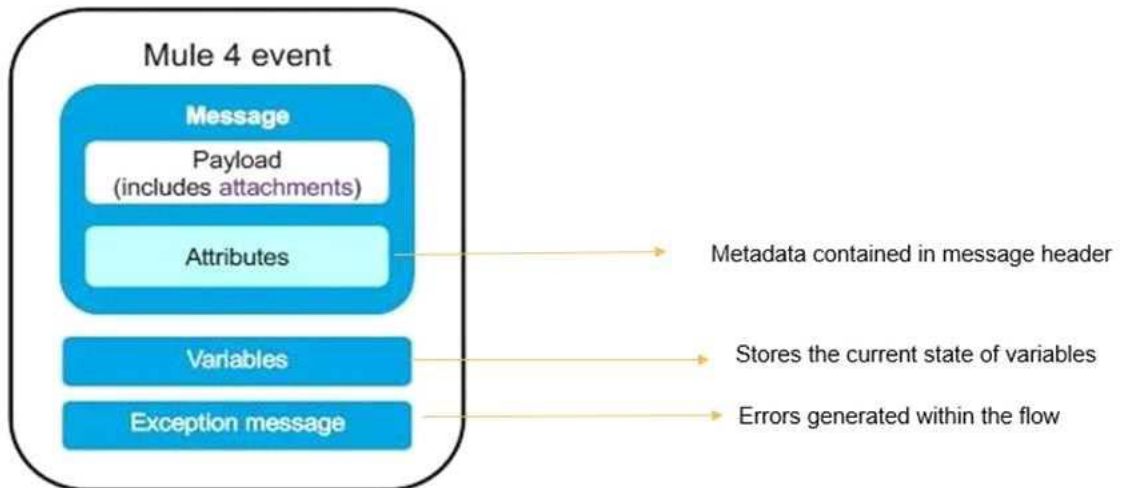 Mule 4 event
Message
Payload
(includes attachments)
Attributes
Metadata contained in message header
Variables
Stores the current state of variables
Exception message
Errors generated within the flow